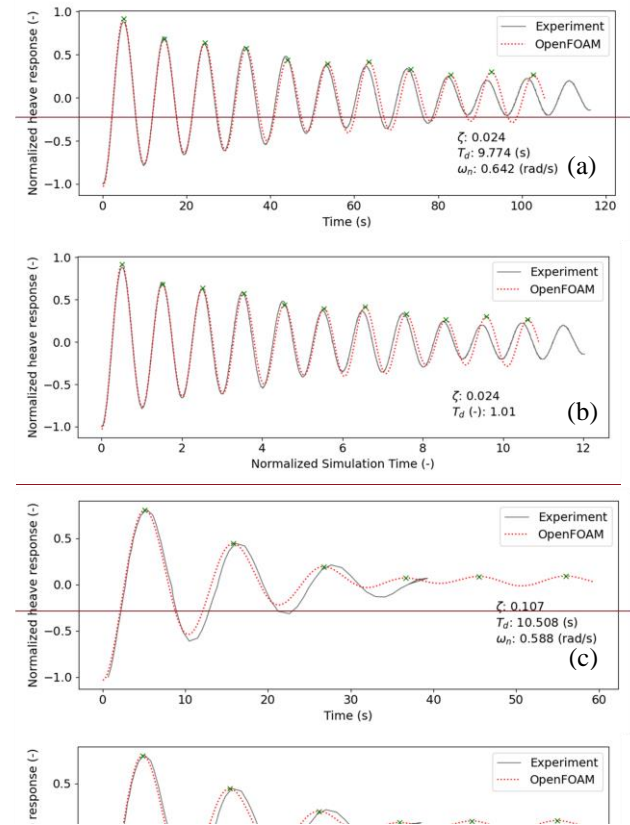 1.0
0.5
0.0
−0.5
−1.0
Normalized heave response (-)
Experiment
OpenFOAM
ζ: 0.024
T_d: 9.774 (s)
ω_n: 0.642 (rad/s)
(a)
0 20 40 60 80 100 120
Time (s)
1.0
0.5
0.0
−0.5
−1.0
Normalized heave response (-)
Experiment
OpenFOAM
ζ: 0.024
T_d (-): 1.01
(b)
0 2 4 6 8 10 12
Normalized Simulation Time (-)
0.5
0.0
−0.5
−1.0
Normalized heave response (-)
Experiment
OpenFOAM
ζ: 0.107
T_d: 10.508 (s)
ω_n: 0.588 (rad/s)
(c)
0 10 20 30 40 50 60
Time (s)
0.5
response (-)
Experiment
OpenFOAM